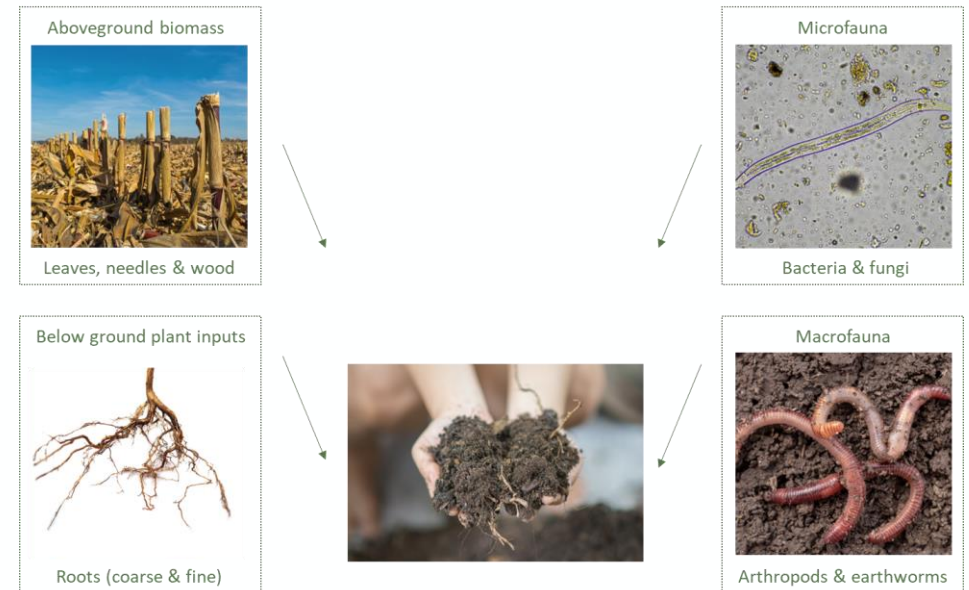 Aboveground biomass
Leaves, needles & wood
Below ground plant inputs
Roots (coarse & fine)
Microfauna
Bacteria & fungi
Macrofauna
Arthropods & earthworms